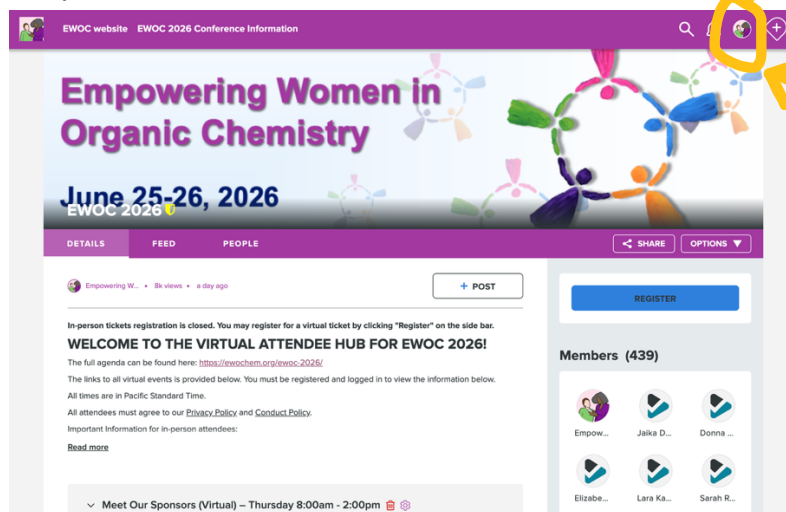 EWOC website EWOC 2026 Conference Information
Empowering Women in
Organic Chemistry
June 25-26, 2026
EWOC 2026
DETAILS FEED PEOPLE SHARE OPTIONS ▼
Empowering W... • 8k views • a day ago
+ POST
REGISTER
In-person tickets registration is closed. You may register for a virtual ticket by clicking "Register" on the side bar.
WELCOME TO THE VIRTUAL ATTENDEE HUB FOR EWOC 2026!
The full agenda can be found here: https://ewochem.org/ewoc-2026/
The links to all virtual events is provided below. You must be registered and logged in to view the information below.
All times are in Pacific Standard Time.
All attendees must agree to our Privacy Policy and Conduct Policy.
Important Information for in-person attendees:
Read more
Meet Our Sponsors (Virtual) – Thursday 8:00am - 2:00pm
Members (439)
Empow... Jaika D... Donna ...
Elizabe... Lara Ka... Sarah R...